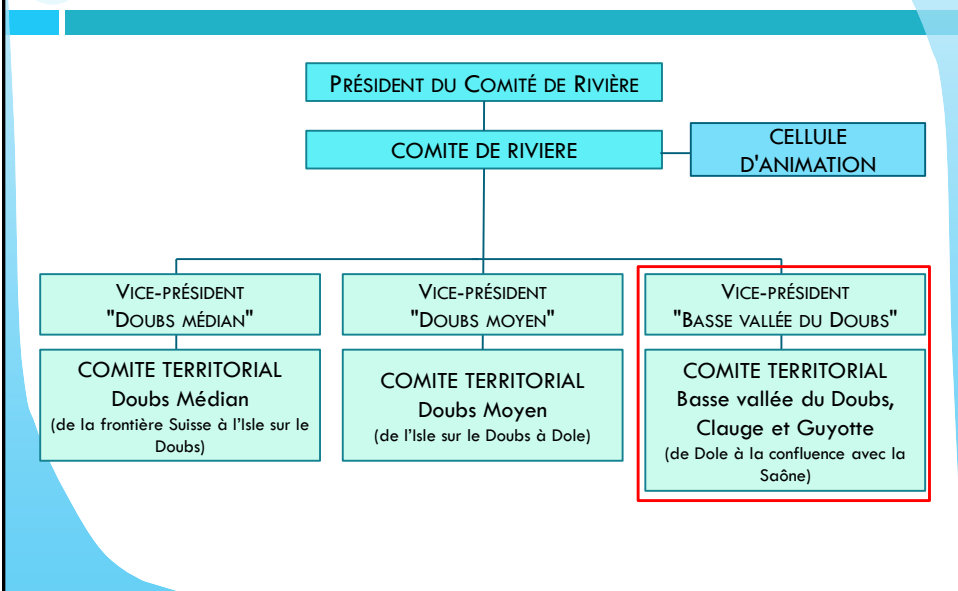 PRÉSIDENT DU COMITÉ DE RIVIÈRE
COMITE DE RIVIERE
CELLULE
D'ANIMATION
VICE-PRÉSIDENT
"DOUBS MÉDIAN"
COMITE TERRITORIAL
Doubs Médian
(de la frontière Suisse à l'Isle sur le
Doubs)
VICE-PRÉSIDENT
"DOUBS MOYEN"
COMITE TERRITORIAL
Doubs Moyen
(de l'Isle sur le Doubs à Dole)
VICE-PRÉSIDENT
"BASSE VALLÉE DU DOUBS"
COMITE TERRITORIAL
Basse vallée du Doubs,
Clauge et Guyotte
(de Dole à la confluence avec la
Saône)